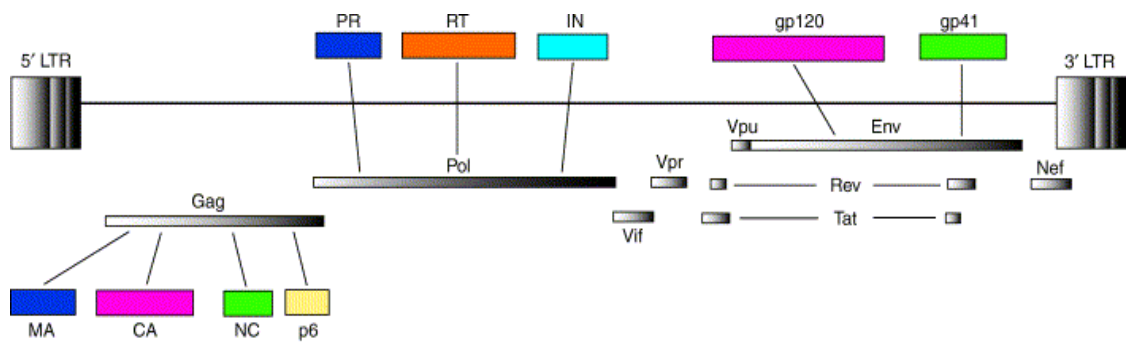 PR
RT
IN
gp120
gp41
5′ LTR
3′ LTR
Vpu
Env
Pol
Vpr
Nef
Rev
Gag
Tat
Vif
MA
CA
NC
p6